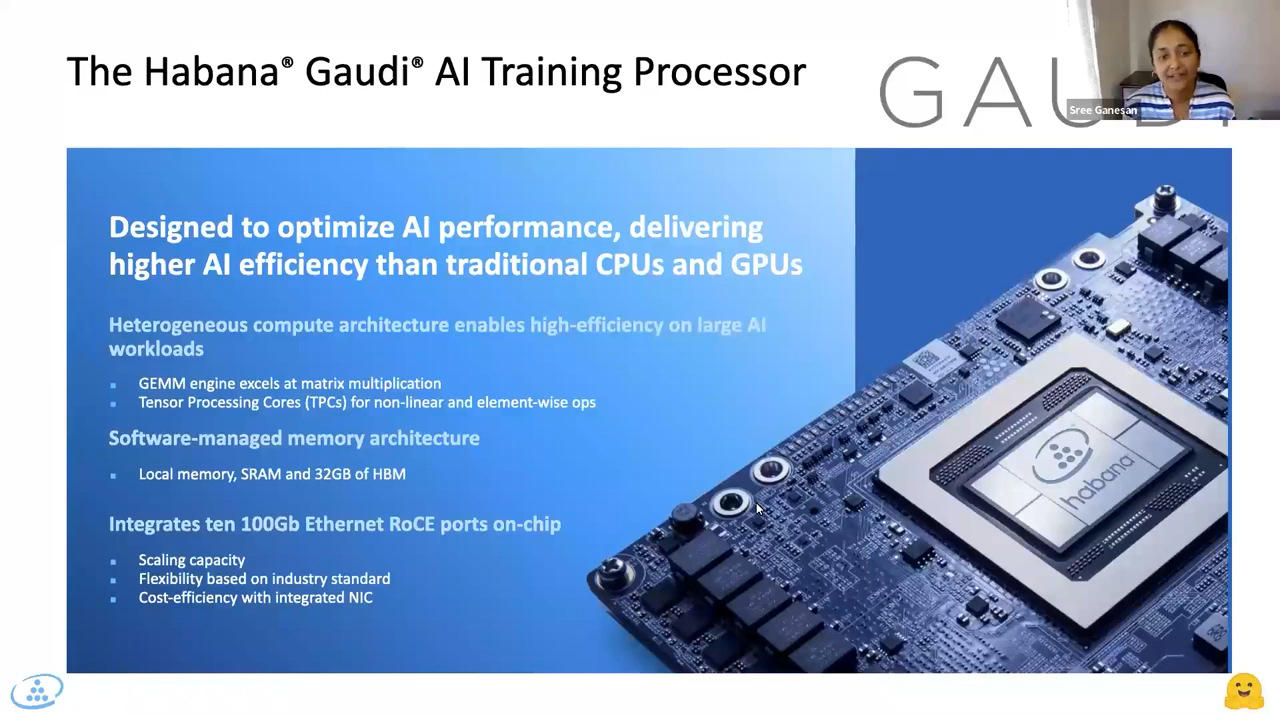 The Habana® Gaudi® AI Training Processor
GAUDI
Sree Ganesan
Designed to optimize AI performance, delivering
higher AI efficiency than traditional CPUs and GPUs
Heterogeneous compute architecture enables high-efficiency on large AI
workloads
GEMM engine excels at matrix multiplication
Tensor Processing Cores (TPCs) for non-linear and element-wise ops
Software-managed memory architecture
Local memory, SRAM and 32GB of HBM
Integrates ten 100Gb Ethernet RoCE ports on-chip
Scaling capacity
Flexibility based on industry standard
Cost-efficiency with integrated NIC
habana